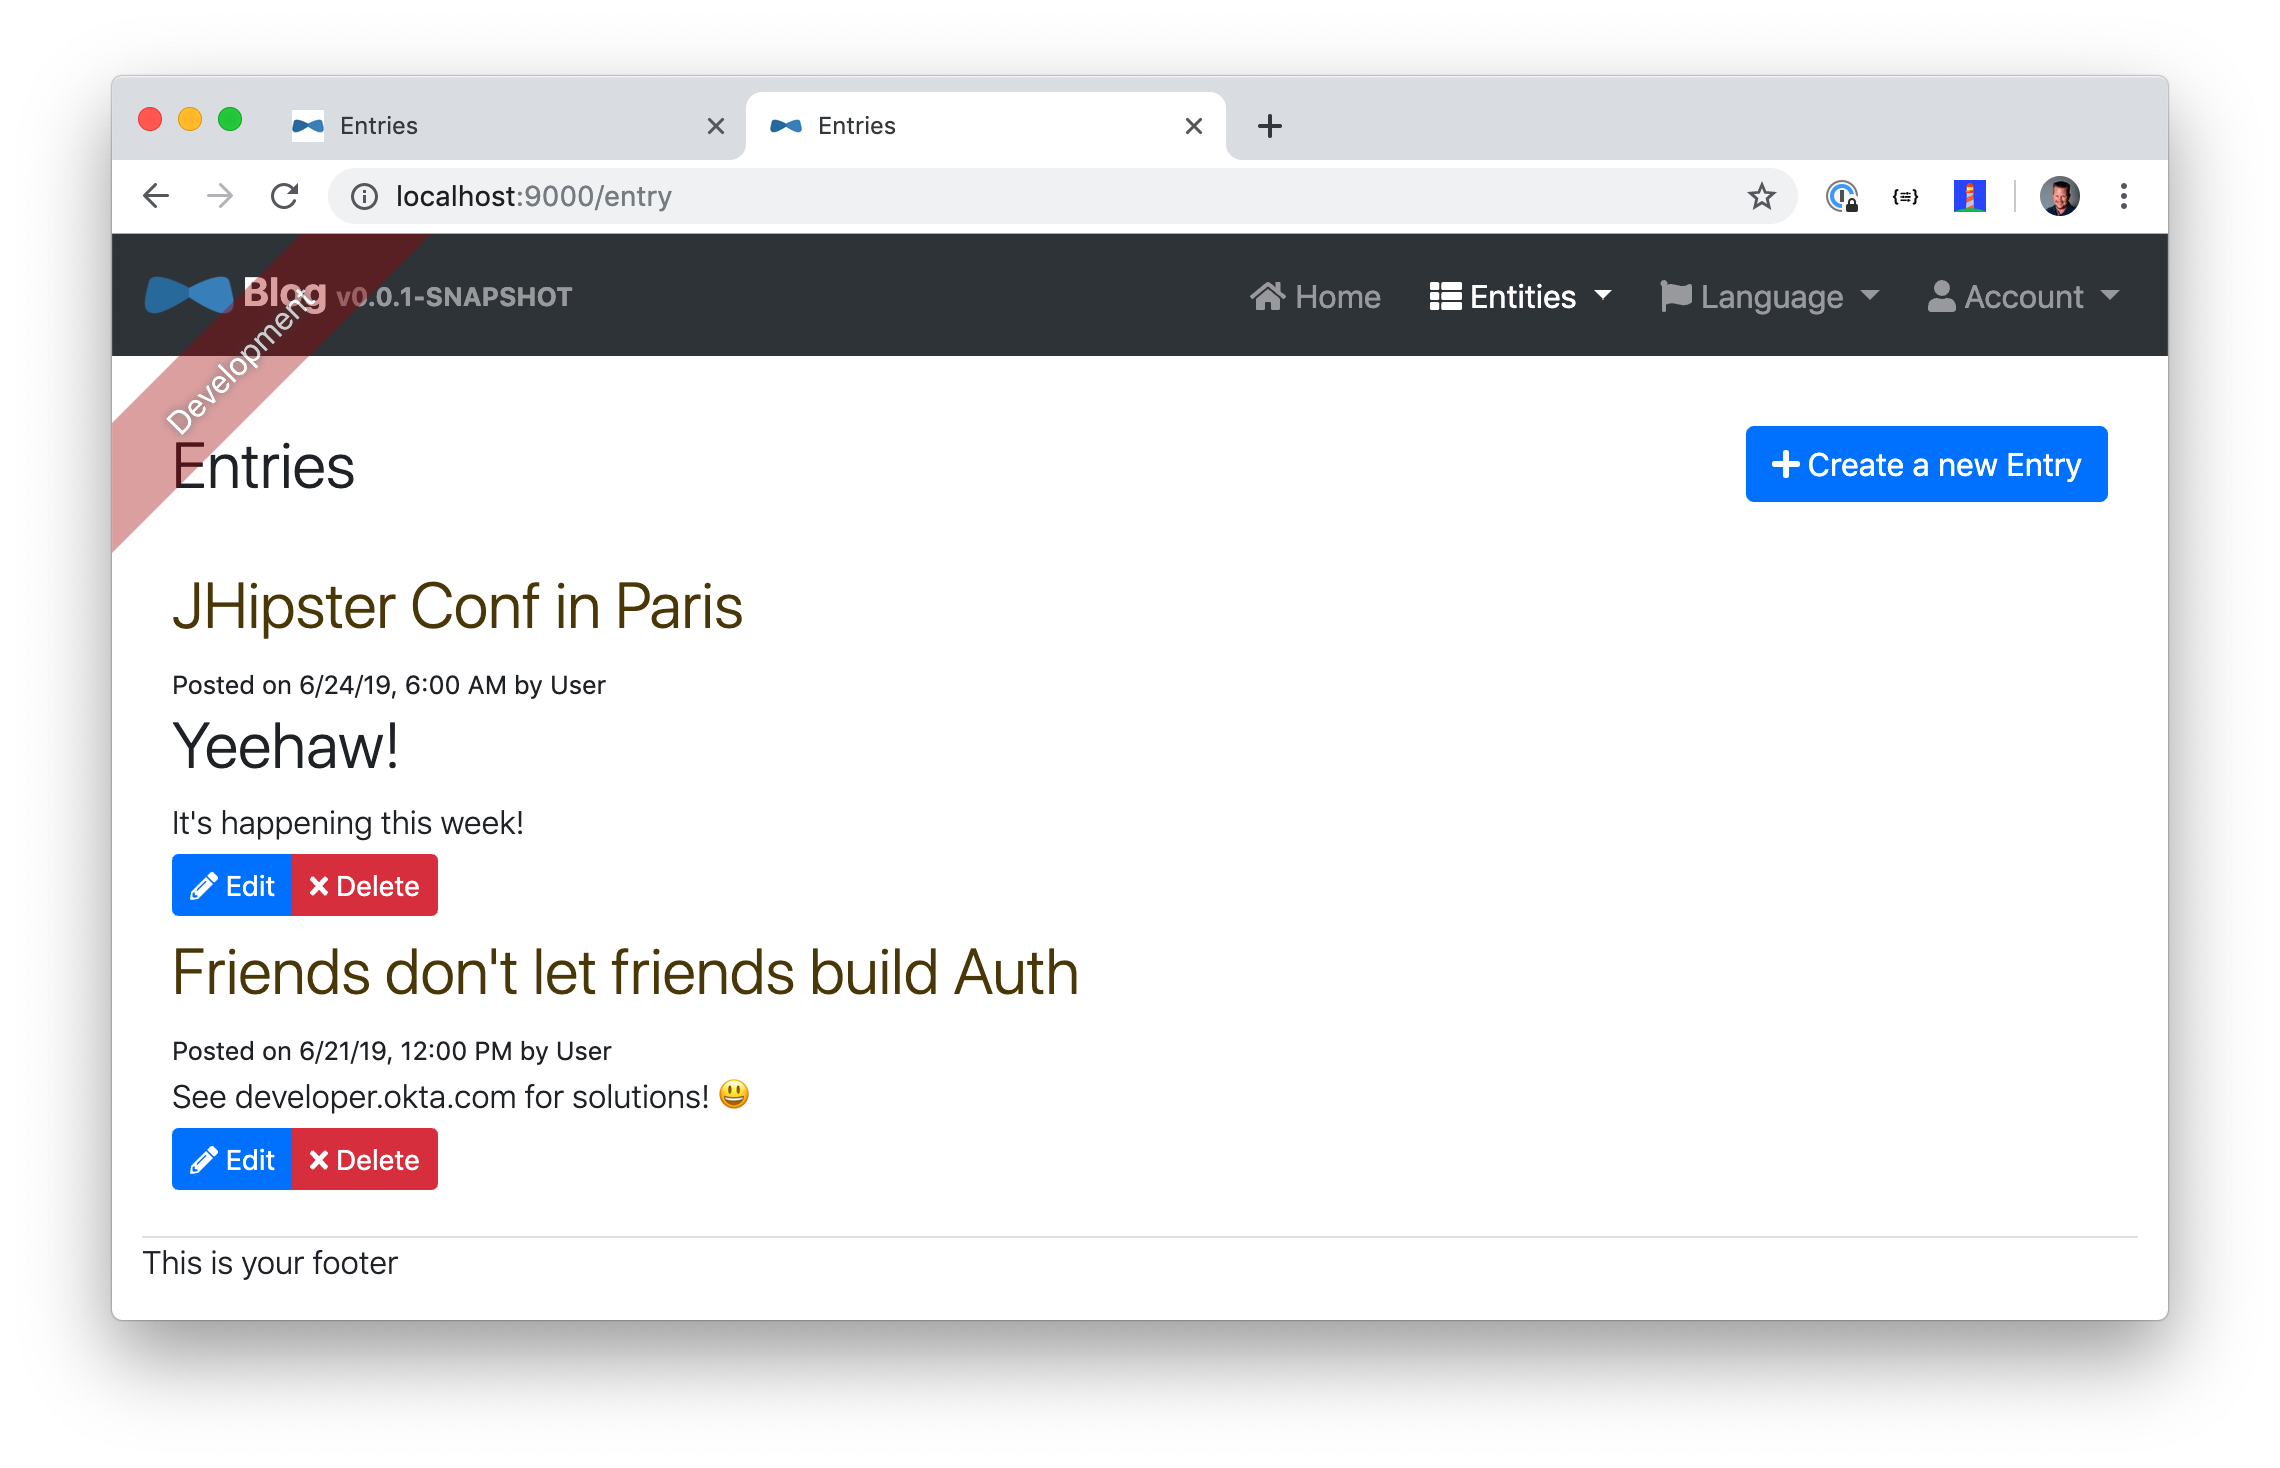 Entries
Entries
localhost:9000/entry
Blog v0.0.1-SNAPSHOT
Home
Entities
Language
Account
Development
Entries
Create a new Entry
JHipster Conf in Paris
Posted on 6/24/19, 6:00 AM by User
Yeehaw!
It's happening this week!
Edit
Delete
Friends don't let friends build Auth
Posted on 6/21/19, 12:00 PM by User
See developer.okta.com for solutions! 😃
Edit
Delete
This is your footer